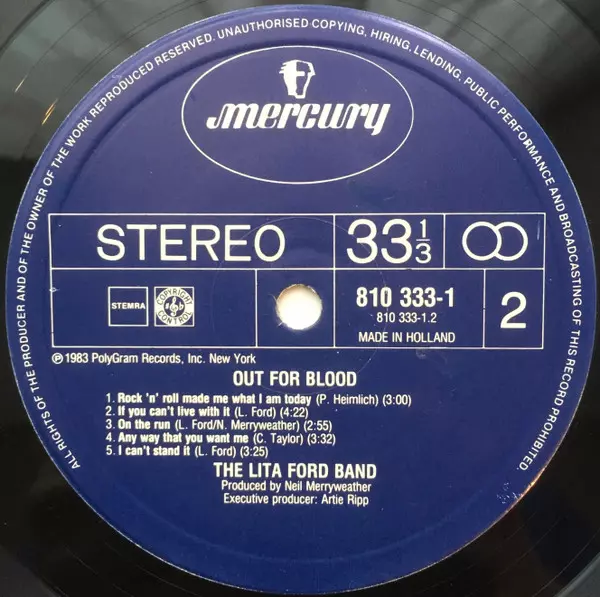 ALL RIGHTS OF THE PRODUCER AND OF THE OWNER OF THE WORK REPRODUCED RESERVED. UNAUTHORISED COPYING, HIRING, LENDING, PUBLIC PERFORMANCE AND BROADCASTING OF THIS RECORD PROHIBITED.
mercury
STEREO
33 1/3
STEMRA
COPYRIGHT CONTROL
810 333-1
810 333-1.2
MADE IN HOLLAND
2
℗ 1983 PolyGram Records, Inc. New York
OUT FOR BLOOD
1. Rock 'n' roll made me what I am today (P. Heimlich) (3:00)
2. If you can't live with it (L. Ford) (4:22)
3. On the run (L. Ford/N. Merryweather) (2:55)
4. Any way that you want me (C. Taylor) (3:32)
5. I can't stand it (L. Ford) (3:25)
THE LITA FORD BAND
Produced by Neil Merryweather
Executive producer: Artie Ripp